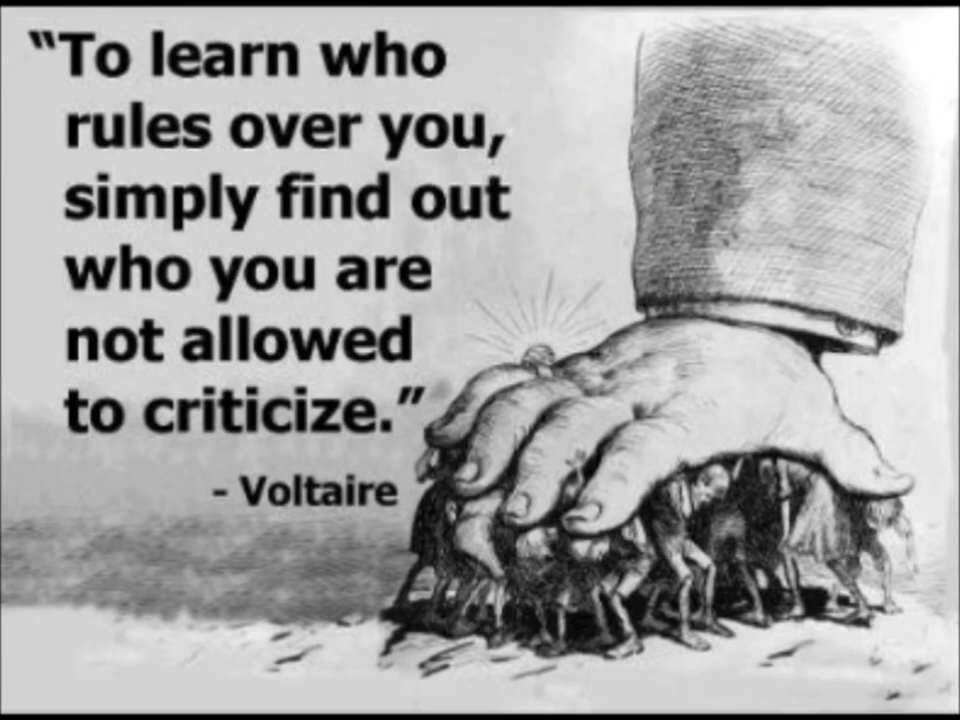 “To learn who
rules over you,
simply find out
who you are
not allowed
to criticize.”
- Voltaire